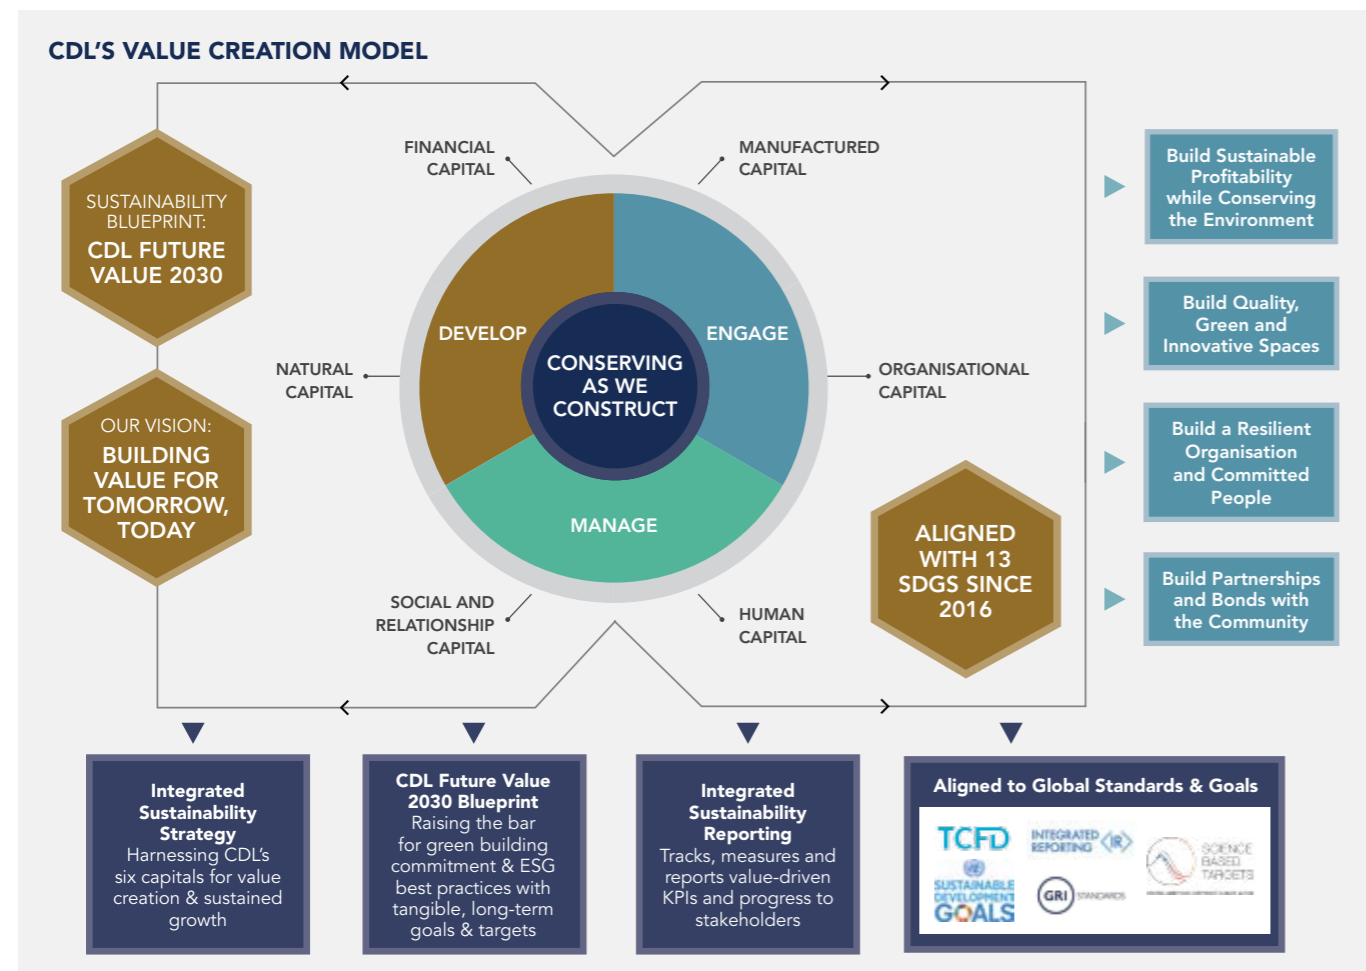 CDL'S VALUE CREATION MODEL
SUSTAINABILITY
BLUEPRINT:
CDL FUTURE
VALUE 2030
OUR VISION:
BUILDING
VALUE FOR
TOMORROW,
TODAY
FINANCIAL
CAPITAL
MANUFACTURED
CAPITAL
NATURAL
CAPITAL
ORGANISATIONAL
CAPITAL
SOCIAL AND
RELATIONSHIP
CAPITAL
HUMAN
CAPITAL
DEVELOP
ENGAGE
MANAGE
CONSERVING
AS WE
CONSTRUCT
ALIGNED
WITH 13
SDGS SINCE
2016
Build Sustainable
Profitability
while Conserving
the Environment
Build Quality,
Green and
Innovative Spaces
Build a Resilient
Organisation
and Committed
People
Build Partnerships
and Bonds with
the Community
Integrated
Sustainability
Strategy
Harnessing CDL's
six capitals for value
creation & sustained
growth
CDL Future Value
2030 Blueprint
Raising the bar
for green building
commitment & ESG
best practices with
tangible, long-term
goals & targets
Integrated
Sustainability
Reporting
Tracks, measures and
reports value-driven
KPIs and progress to
stakeholders
Aligned to Global Standards & Goals
TCFD
INTEGRATED
REPORTING <IR>
SUSTAINABLE
DEVELOPMENT
GOALS
GRI STANDARDS
SCIENCE
BASED
TARGETS